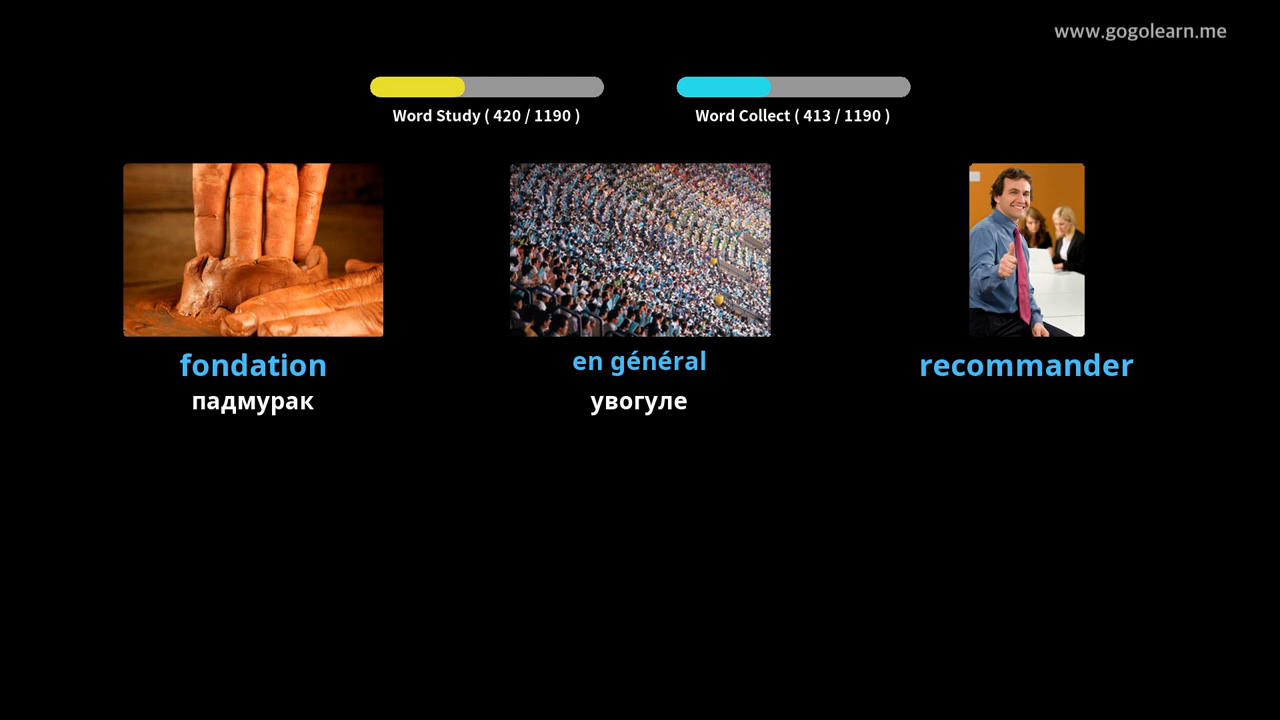 www.gogolearn.me
Word Study ( 420 / 1190 )
Word Collect ( 413 / 1190 )
fondation
en général
recommander
падмурак
увогуле